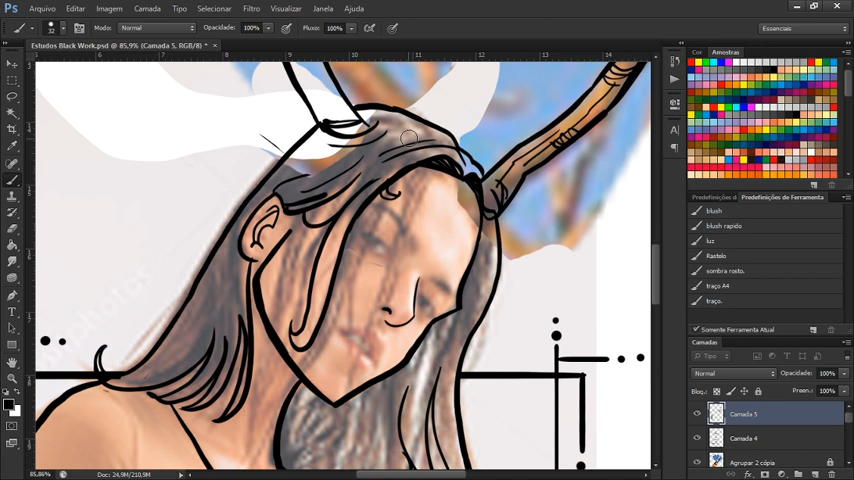 Ps Arquivo Editar Imagem Camada Tipo Selecionar Filtro Visualizar Janela Ajuda
32 Modo: Normal Opacidade: 100% Fluxo: 100% Essencias
Estudos Black Work.psd @ 85,9% (Camada 5, RGB/8) * ×
Cor Amostras
Predefinições de Ferramenta
blush
blush rapido
luz
Rastelo
sombra rosto.
traço A4
traço.
Somente Ferramenta Atual
Camadas
Tipo
Normal Opacidade: 100%
Bloq.: 100%
Camada 5
Camada 4
Agrupar 2 cópia
85,86% Doc: 24,9M/210,9M